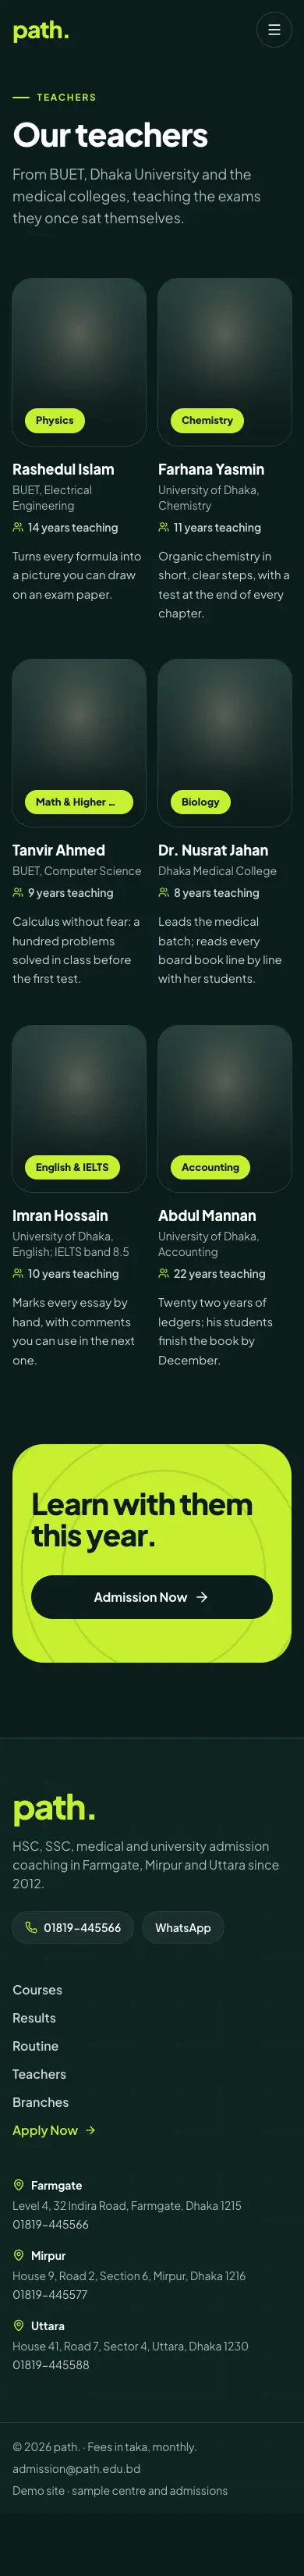 path.
TEACHERS
Our teachers
From BUET, Dhaka University and the
medical colleges, teaching the exams
they once sat themselves.
Physics
Rashedul Islam
BUET, Electrical
Engineering
14 years teaching
Turns every formula into
a picture you can draw
on an exam paper.
Chemistry
Farhana Yasmin
University of Dhaka,
Chemistry
11 years teaching
Organic chemistry in
short, clear steps, with a
test at the end of every
chapter.
Math & Higher ...
Tanvir Ahmed
BUET, Computer Science
9 years teaching
Calculus without fear: a
hundred problems
solved in class before
the first test.
Biology
Dr. Nusrat Jahan
Dhaka Medical College
8 years teaching
Leads the medical
batch; reads every
board book line by line
with her students.
English & IELTS
Imran Hossain
University of Dhaka,
English; IELTS band 8.5
10 years teaching
Marks every essay by
hand, with comments
you can use in the next
one.
Accounting
Abdul Mannan
University of Dhaka,
Accounting
22 years teaching
Twenty two years of
ledgers; his students
finish the book by
December.
Learn with them
this year.
Admission Now →
path.
HSC, SSC, medical and university admission
coaching in Farmgate, Mirpur and Uttara since
2012.
01819-445566
WhatsApp
Courses
Results
Routine
Teachers
Branches
Apply Now →
Farmgate
Level 4, 32 Indira Road, Farmgate, Dhaka 1215
01819-445566
Mirpur
House 9, Road 2, Section 6, Mirpur, Dhaka 1216
01819-445577
Uttara
House 41, Road 7, Sector 4, Uttara, Dhaka 1230
01819-445588
© 2026 path. · Fees in taka, monthly.
admission@path.edu.bd
Demo site · sample centre and admissions